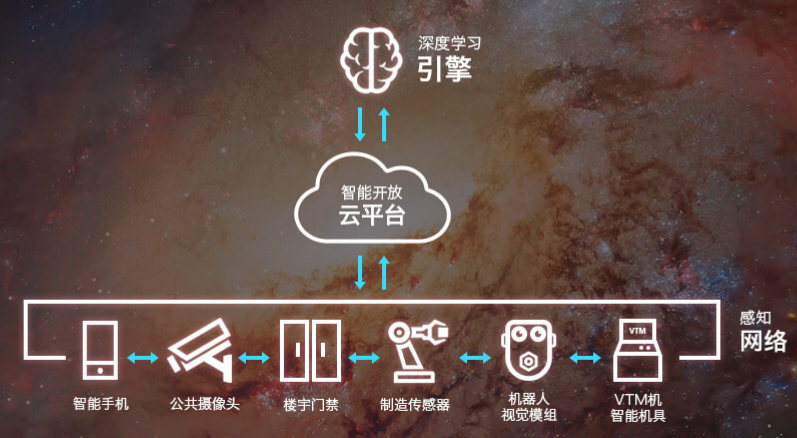 深度学习
引擎
智能开放
云平台
感知
网络
VTM
智能手机
公共摄像头
楼宇门禁
制造传感器
机器人
视觉模组
VTM机
智能机具